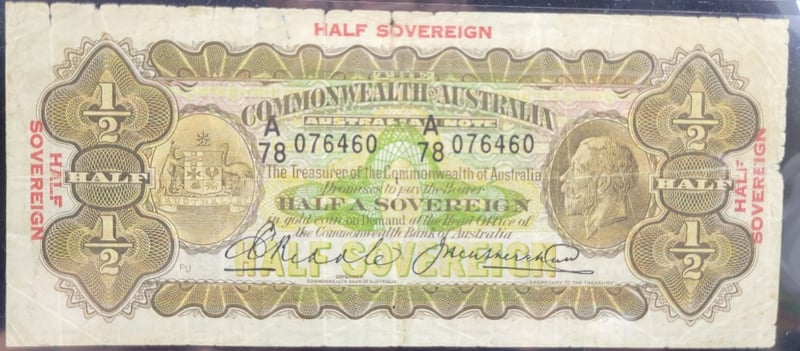 HALF SOVEREIGN
THE
COMMONWEALTH OF AUSTRALIA
AUSTRALIAN NOTE
A
78 076460
A
78 076460
The Treasurer of the Commonwealth of Australia
Promises to pay the Bearer
HALF A SOVEREIGN
in gold coin on Demand at the Head Office of
the Commonwealth Bank of Australia
HALF SOVEREIGN
GOVERNOR
COMMONWEALTH BANK OF AUSTRALIA
SECRETARY TO THE TREASURY
1/2
HALF
1/2
1/2
HALF
1/2
HALF
SOVEREIGN
HALF
SOVEREIGN
AUSTRALIA